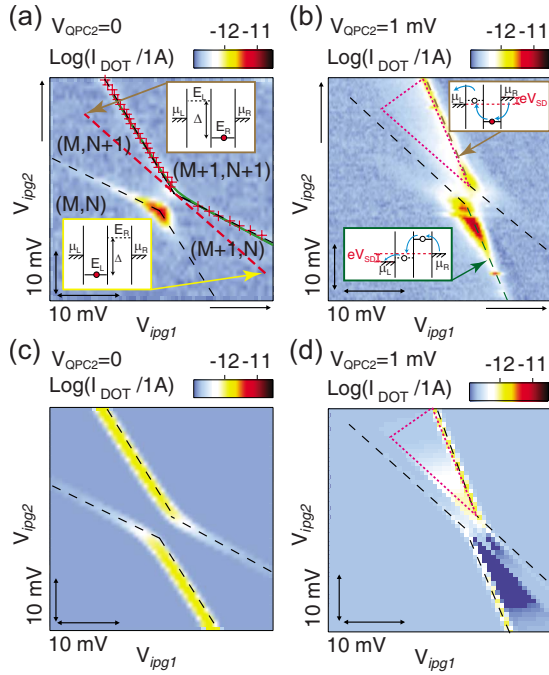 (a) V_QPC2=0
Log(I_DOT/1A) -12-11
μ_L E_L E_R μ_R Δ
(M,N+1)
(M+1,N+1)
(M,N)
(M+1,N)
μ_L E_L E_R μ_R Δ
V_ipg2
10 mV
10 mV
V_ipg1
(b) V_QPC2=1 mV
Log(I_DOT/1A) -12-11
μ_L μ_R eV_SD
eV_SD μ_L μ_R
V_ipg2
10 mV
10 mV
V_ipg1
(c) V_QPC2=0
Log(I_DOT/1A) -12-11
V_ipg2
10 mV
10 mV
V_ipg1
(d) V_QPC2=1 mV
Log(I_DOT/1A) -12-11
V_ipg2
10 mV
10 mV
V_ipg1